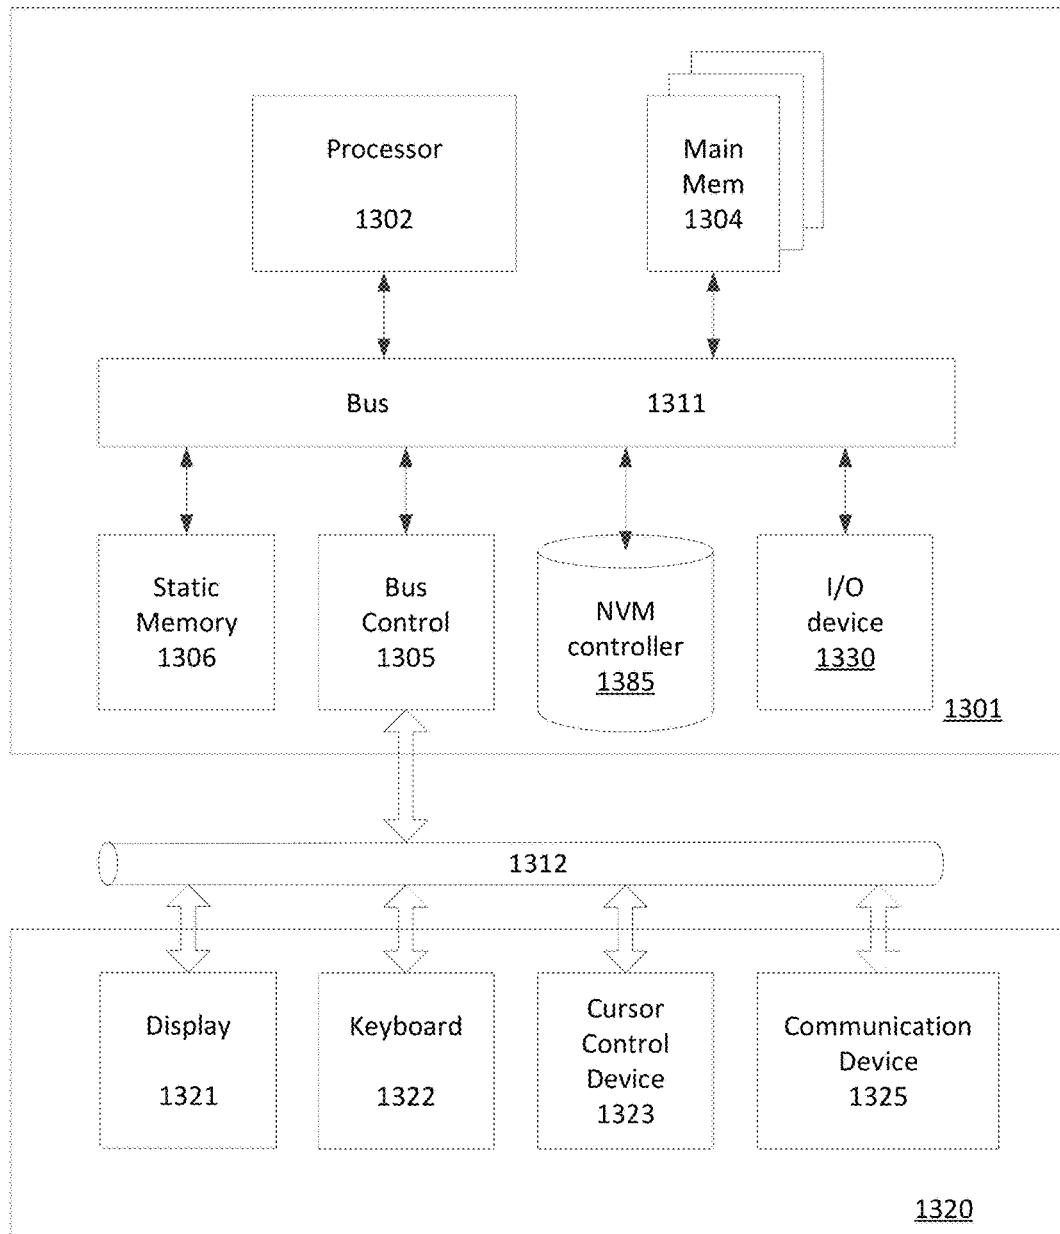 Processor
1302
Main
Mem
1304
Bus 1311
Static
Memory
1306
Bus
Control
1305
NVM
controller
1385
I/O
device
1330
1301
1312
Display
1321
Keyboard
1322
Cursor
Control
Device
1323
Communication
Device
1325
1320